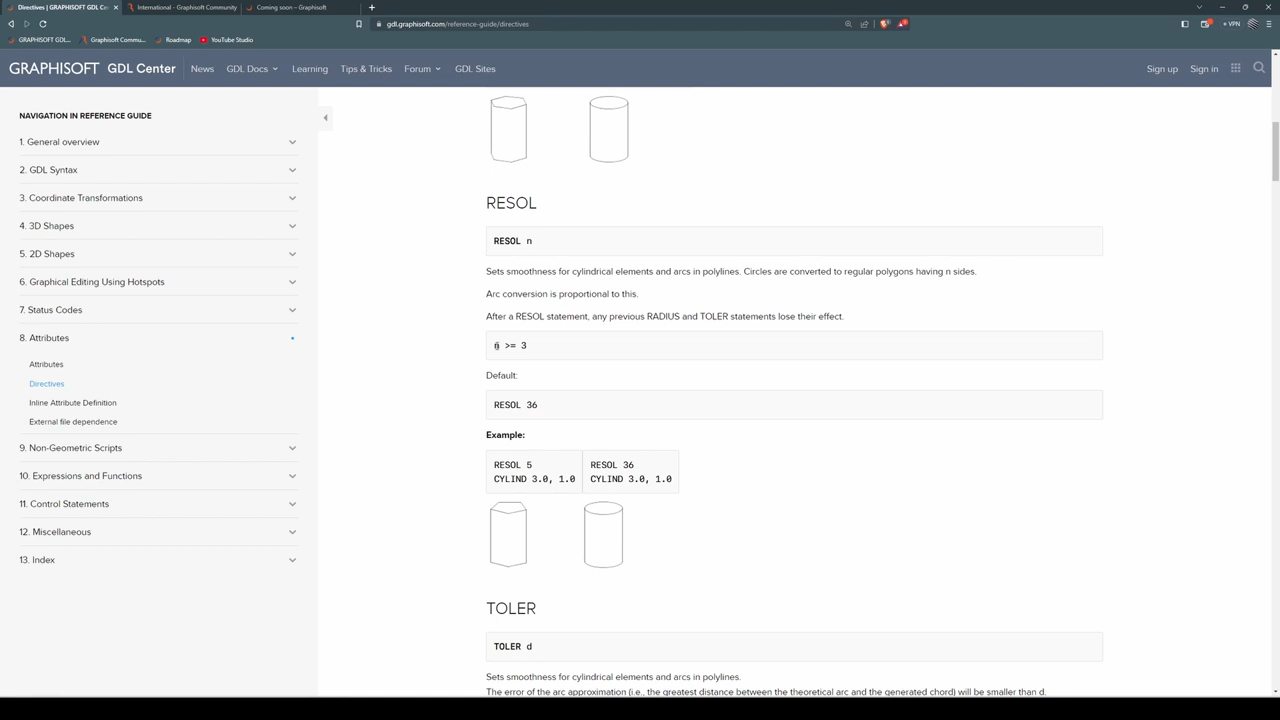 Directives | GRAPHISOFT GDL C...
International - Graphisoft Community
Coming soon – Graphisoft
gdl.graphisoft.com/reference-guide/directives
VPN
GRAPHISOFT GDL...
Graphisoft Commu...
Roadmap
YouTube Studio
GRAPHISOFT GDL Center
News
GDL Docs
Learning
Tips & Tricks
Forum
GDL Sites
Sign up
Sign in
NAVIGATION IN REFERENCE GUIDE
1. General overview
2. GDL Syntax
3. Coordinate Transformations
4. 3D Shapes
5. 2D Shapes
6. Graphical Editing Using Hotspots
7. Status Codes
8. Attributes
Attributes
Directives
Inline Attribute Definition
External file dependence
9. Non-Geometric Scripts
10. Expressions and Functions
11. Control Statements
12. Miscellaneous
13. Index
RESOL
RESOL n
Sets smoothness for cylindrical elements and arcs in polylines. Circles are converted to regular polygons having n sides.
Arc conversion is proportional to this.
After a RESOL statement, any previous RADIUS and TOLER statements lose their effect.
n >= 3
Default:
RESOL 36
Example:
RESOL 5 RESOL 36
CYLIND 3.0, 1.0 CYLIND 3.0, 1.0
TOLER
TOLER d
Sets smoothness for cylindrical elements and arcs in polylines.
The error of the arc approximation (i.e., the greatest distance between the theoretical arc and the generated chord) will be smaller than d.